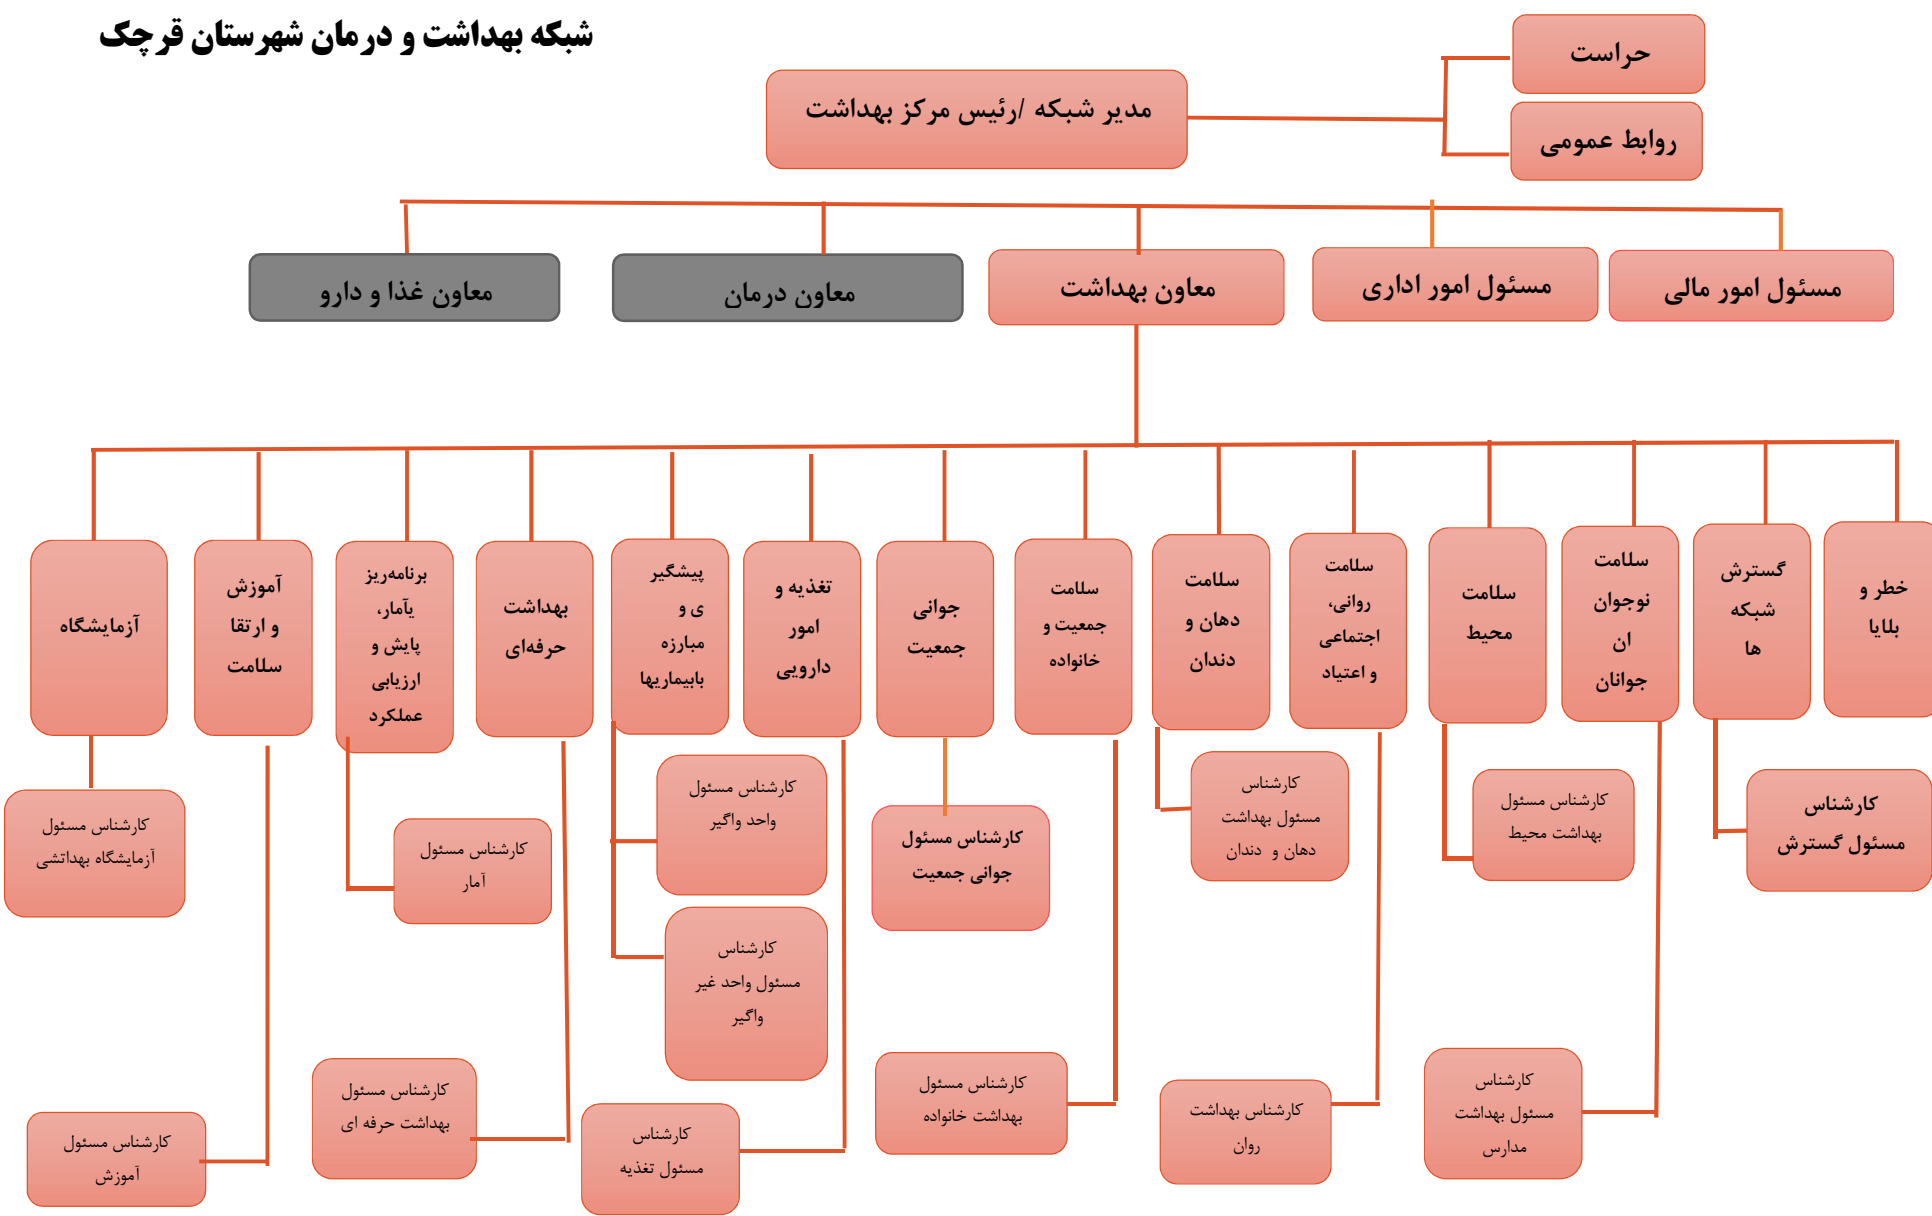 شبکه بهداشت و درمان شهرستان قرچک
حراست
مدیر شبکه /رئیس مرکز بهداشت
روابط عمومی
مسئول امور مالی
مسئول امور اداری
معاون بهداشت
معاون درمان
معاون غذا و دارو
خطر و
بلایا
گسترش
شبکه
ها
سلامت
نوجوان
ان
جوانان
سلامت
محیط
سلامت
روانی،
اجتماعی
و اعتیاد
سلامت
دهان و
دندان
سلامت
جمعیت و
خانواده
جوانی
جمعیت
تغذیه و
امور
دارویی
پیشگیر
ی و
مبارزه
بابیماریها
بهداشت
حرفه‌ای
برنامه‌ریز
یآمار،
پایش و
ارزیابی
عملکرد
آموزش
و ارتقا
سلامت
آزمایشگاه
کارشناس
مسئول گسترش
کارشناس مسئول
بهداشت محیط
کارشناس
مسئول بهداشت
دهان و دندان
کارشناس مسئول
جوانی جمعیت
کارشناس مسئول
واحد واگیر
کارشناس مسئول
آمار
کارشناس مسئول
آزمایشگاه بهداتشی
کارشناس
مسئول واحد غیر
واگیر
کارشناس
مسئول بهداشت
مدارس
کارشناس بهداشت
روان
کارشناس مسئول
بهداشت خانواده
کارشناس
مسئول تغذیه
کارشناس مسئول
بهداشت حرفه ای
کارشناس مسئول
آموزش